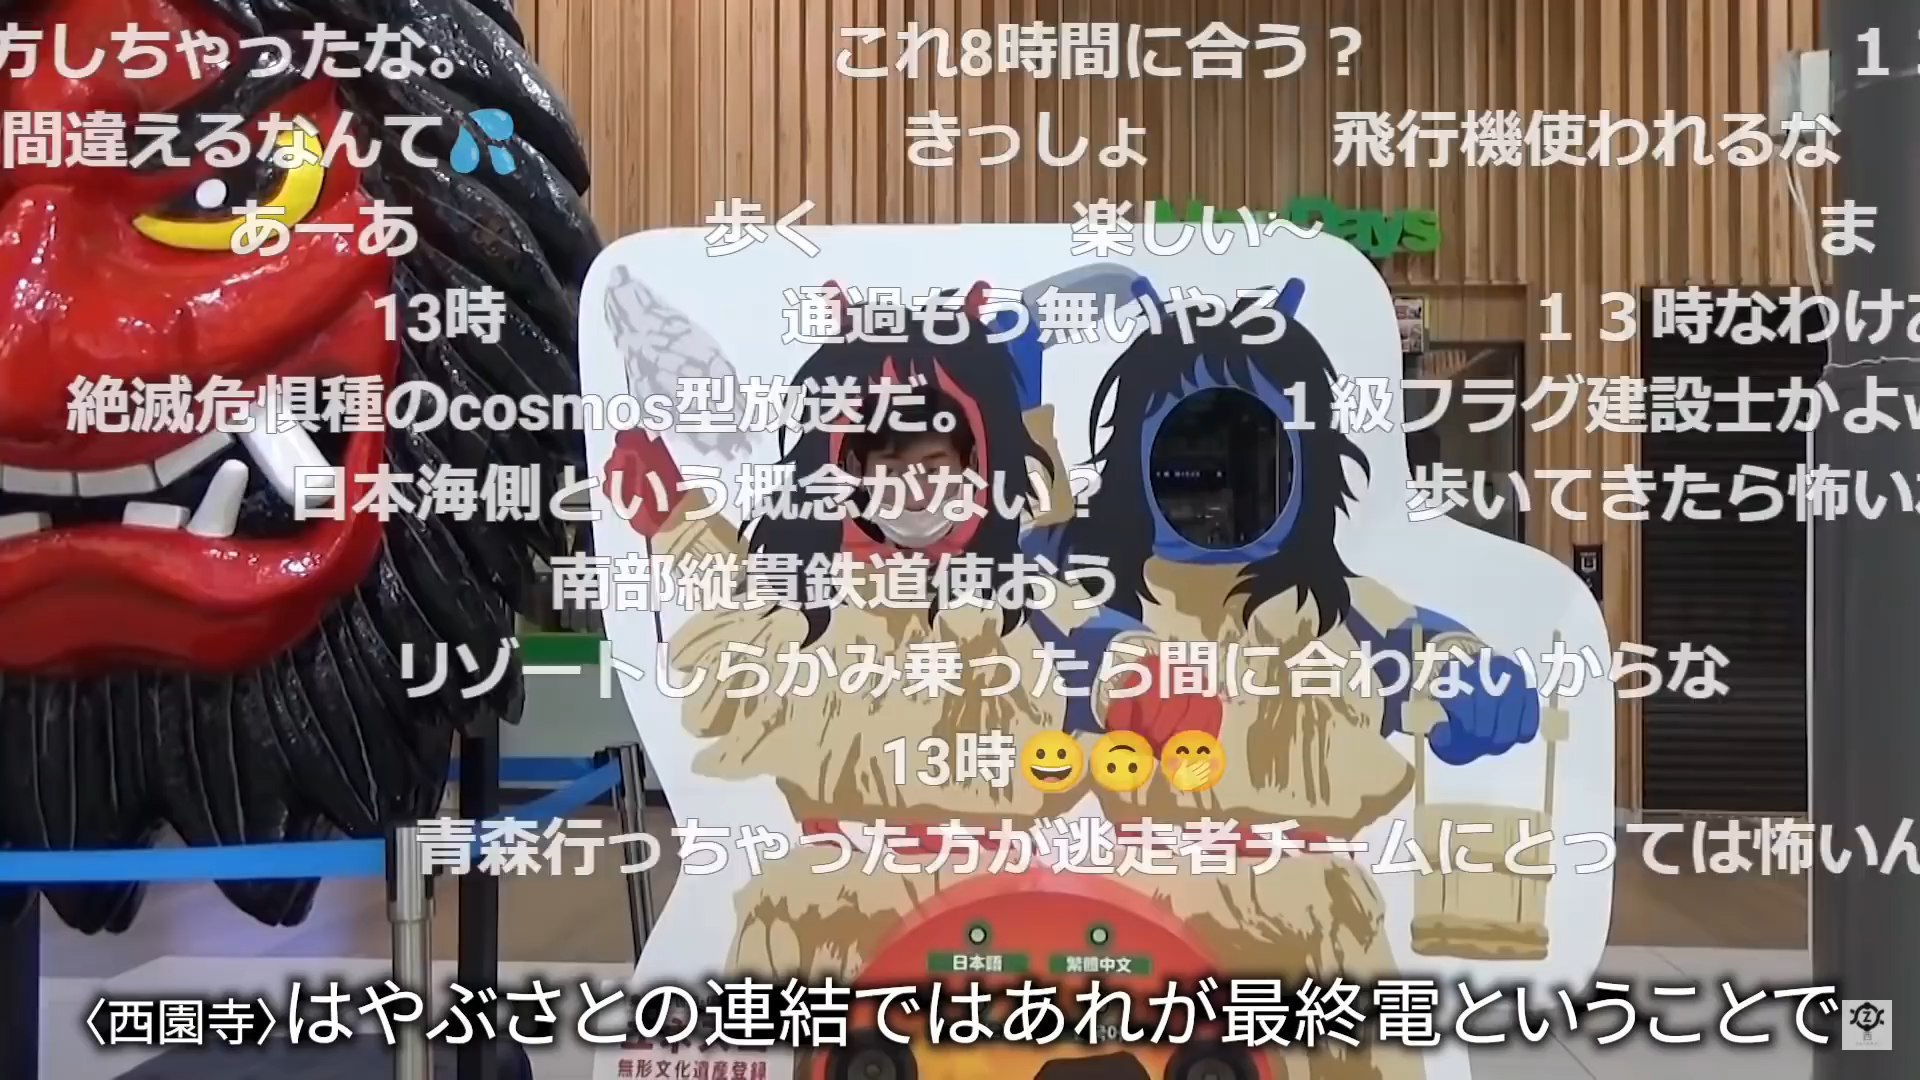 方しちゃったな。
これ8時間に合う？
間違えるなんて💦
きっしょ
飛行機使われるな
あーあ
歩く
楽しい～
ま
Days
13時
通過もう無いやろ
１３時なわけ
絶滅危惧種のcosmos型放送だ。
１級フラグ建設士かよw
日本海側という概念がない？
歩いてきたら怖い
南部縦貫鉄道使おう
リゾートしらかみ乗ったら間に合わないからな
13時😀🙃🤭
青森行っちゃった方が逃走者チームにとっては怖いん
日本語
繁體中文
〈西園寺〉はやぶさとの連結ではあれが最終電ということで
無形文化遺産登録